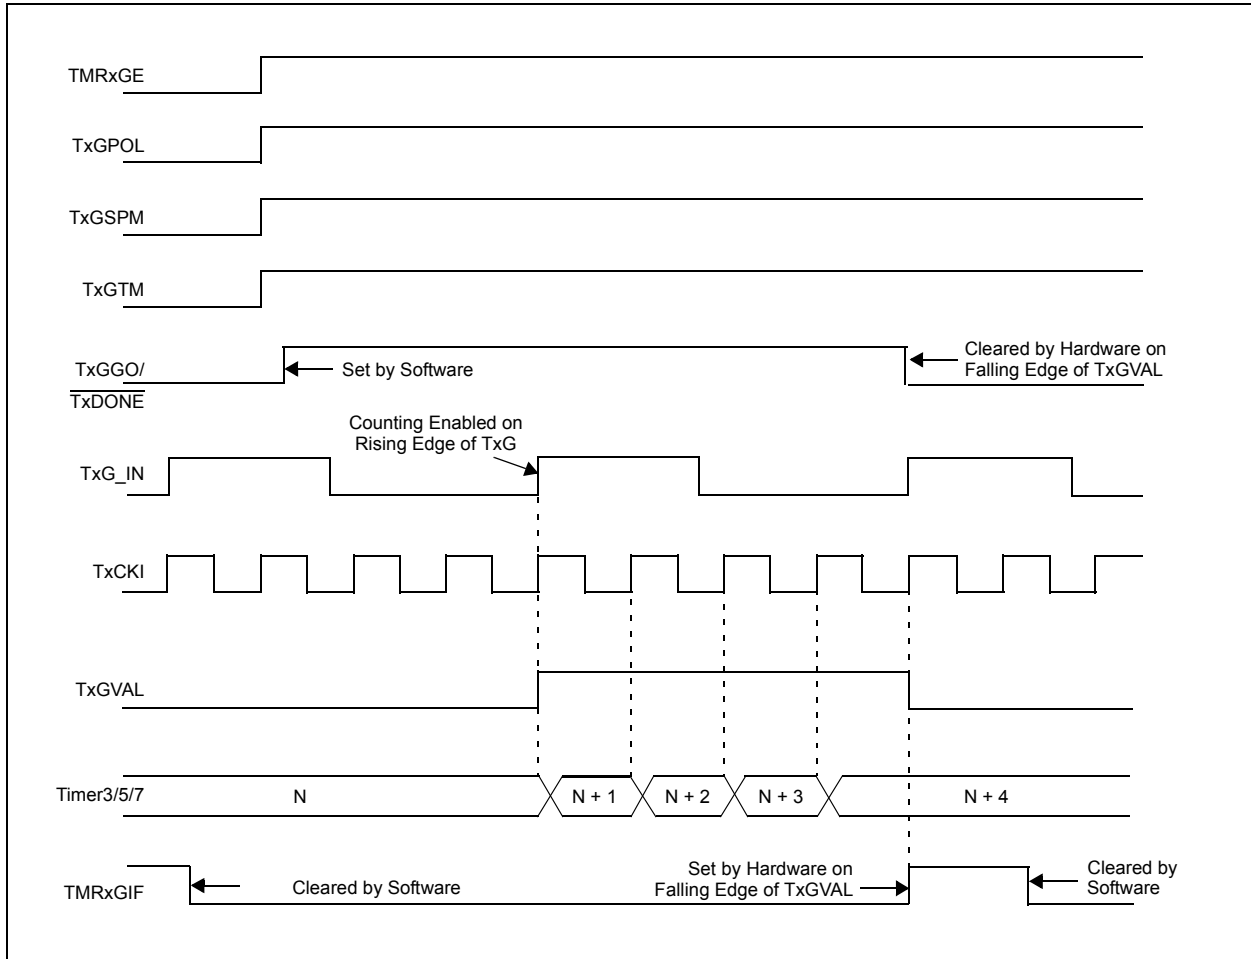 TMRxGE
TxGPOL
TxGSPM
TxGTM
TxGGO/
TxDONE
Set by Software
Cleared by Hardware on
Falling Edge of TxGVAL
Counting Enabled on
Rising Edge of TxG
TxG_IN
TxCKI
TxGVAL
Timer3/5/7
N
N + 1
N + 2
N + 3
N + 4
TMRxGIF
Cleared by Software
Set by Hardware on
Falling Edge of TxGVAL
Cleared by
Software